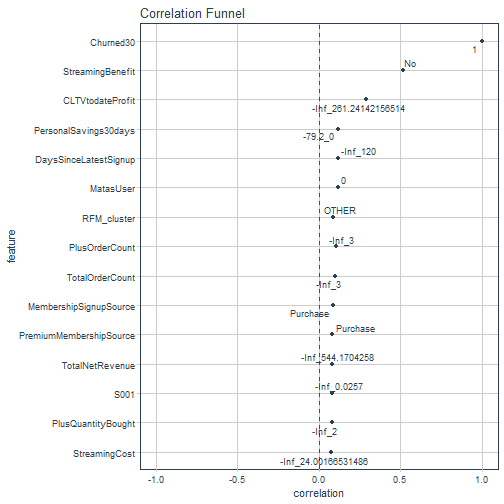 Correlation Funnel
Churned30
1
StreamingBenefit
No
CLTVtodateProfit
-Inf_261.24142156514
PersonalSavings30days
-79.2_0
DaysSinceLatestSignup
-Inf_120
MatasUser
0
RFM_cluster
OTHER
PlusOrderCount
-Inf_3
TotalOrderCount
-Inf_3
MembershipSignupSource
Purchase
PremiumMembershipSource
Purchase
TotalNetRevenue
-Inf_544.1704258
S001
-Inf_0.0257
PlusQuantityBought
-Inf_2
StreamingCost
-Inf_24.00166531486
feature
-1.0 -0.5 0.0 0.5 1.0
correlation